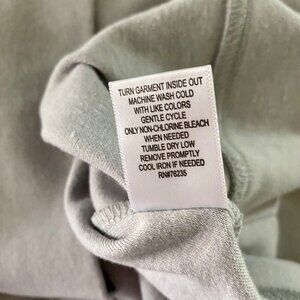 TURN GARMENT INSIDE OUT
MACHINE WASH COLD
WITH LIKE COLORS
GENTLE CYCLE
ONLY NON-CHLORINE BLEACH
WHEN NEEDED
TUMBLE DRY LOW
REMOVE PROMPTLY
COOL IRON IF NEEDED
RN#76235